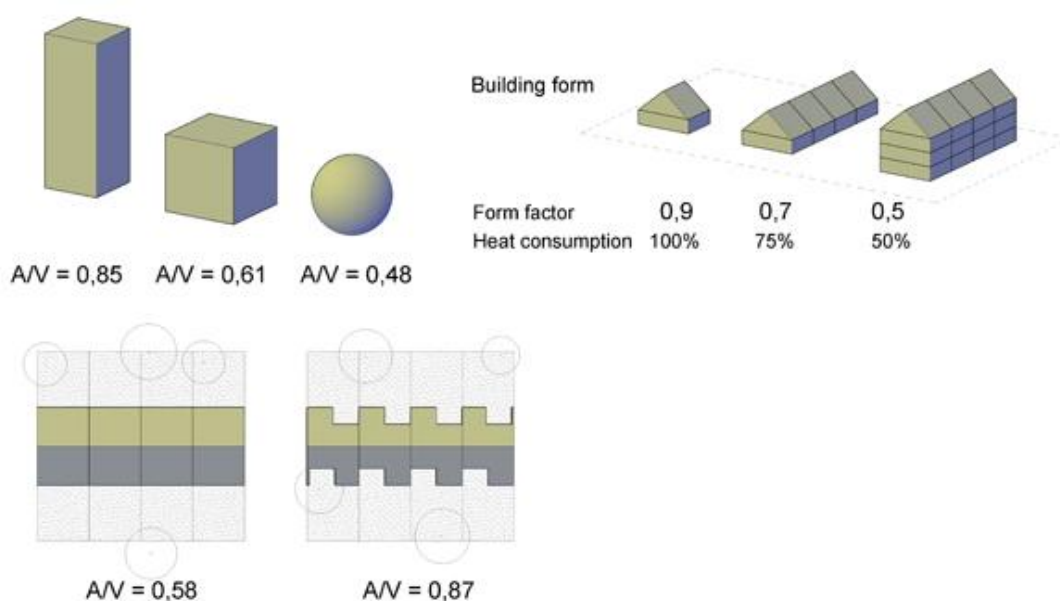 Building form
Form factor 0,9 0,7 0,5
Heat consumption 100% 75% 50%
A/V = 0,85 A/V = 0,61 A/V = 0,48
A/V = 0,58 A/V = 0,87